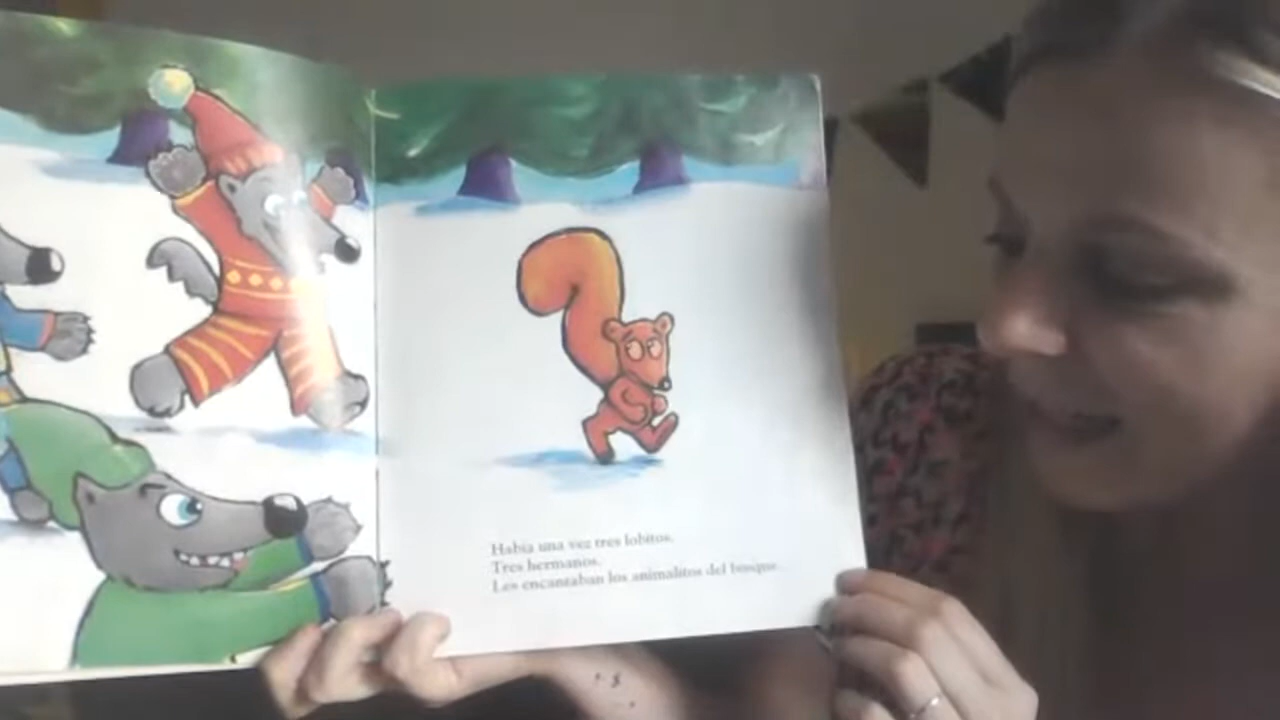 Había una vez tres lobitos.
Tres hermanos.
Les encantaban los animalitos del bosque.